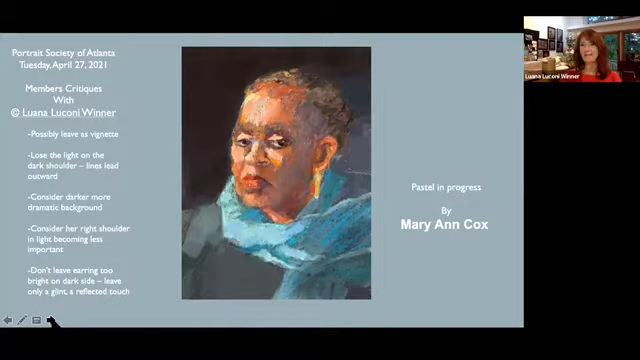 Portrait Society of Atlanta
Tuesday, April 27, 2021
Members Critiques
With
© Luana Luconi Winner
-Possibly leave as vignette
-Lose the light on the
dark shoulder – lines lead
outward
-Consider darker more
dramatic background
-Consider her right shoulder
in light becoming less
important
-Don't leave earring too
bright on dark side – leave
only a glint, a reflected touch
Pastel in progress
By
Mary Ann Cox
Luana Luconi Winner